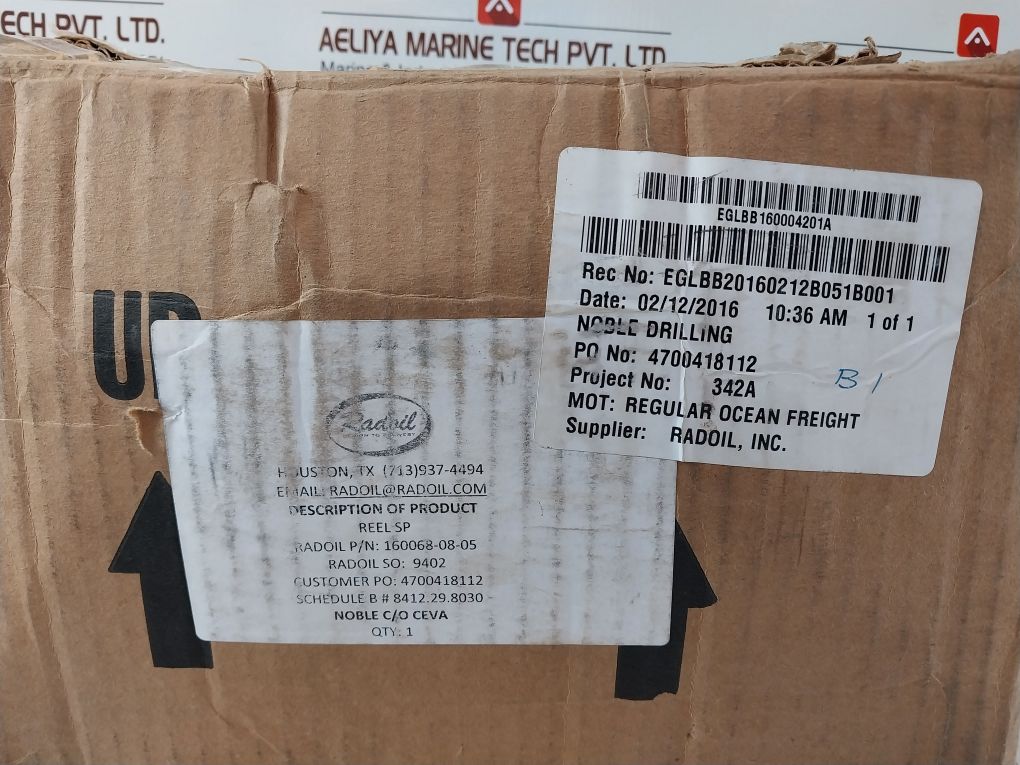 ECH PVT. LTD.
AELIYA MARINE TECH PVT. LTD
UP
EGLBB160004201A
Rec No: EGLBB20160212B051B001
Date: 02/12/2016 10:36 AM 1 of 1
NOBLE DRILLING
PO No: 4700418112
Project No: 342A
B 1
MOT: REGULAR OCEAN FREIGHT
Supplier: RADOIL, INC.
Radoil
HOUSTON, TX (713)937-4494
EMAIL: RADOIL@RADOIL.COM
DESCRIPTION OF PRODUCT
REEL SP
RADOIL P/N: 160068-08-05
RADOIL SO: 9402
CUSTOMER PO: 4700418112
SCHEDULE B # 8412.29.8030
NOBLE C/O CEVA
QTY: 1